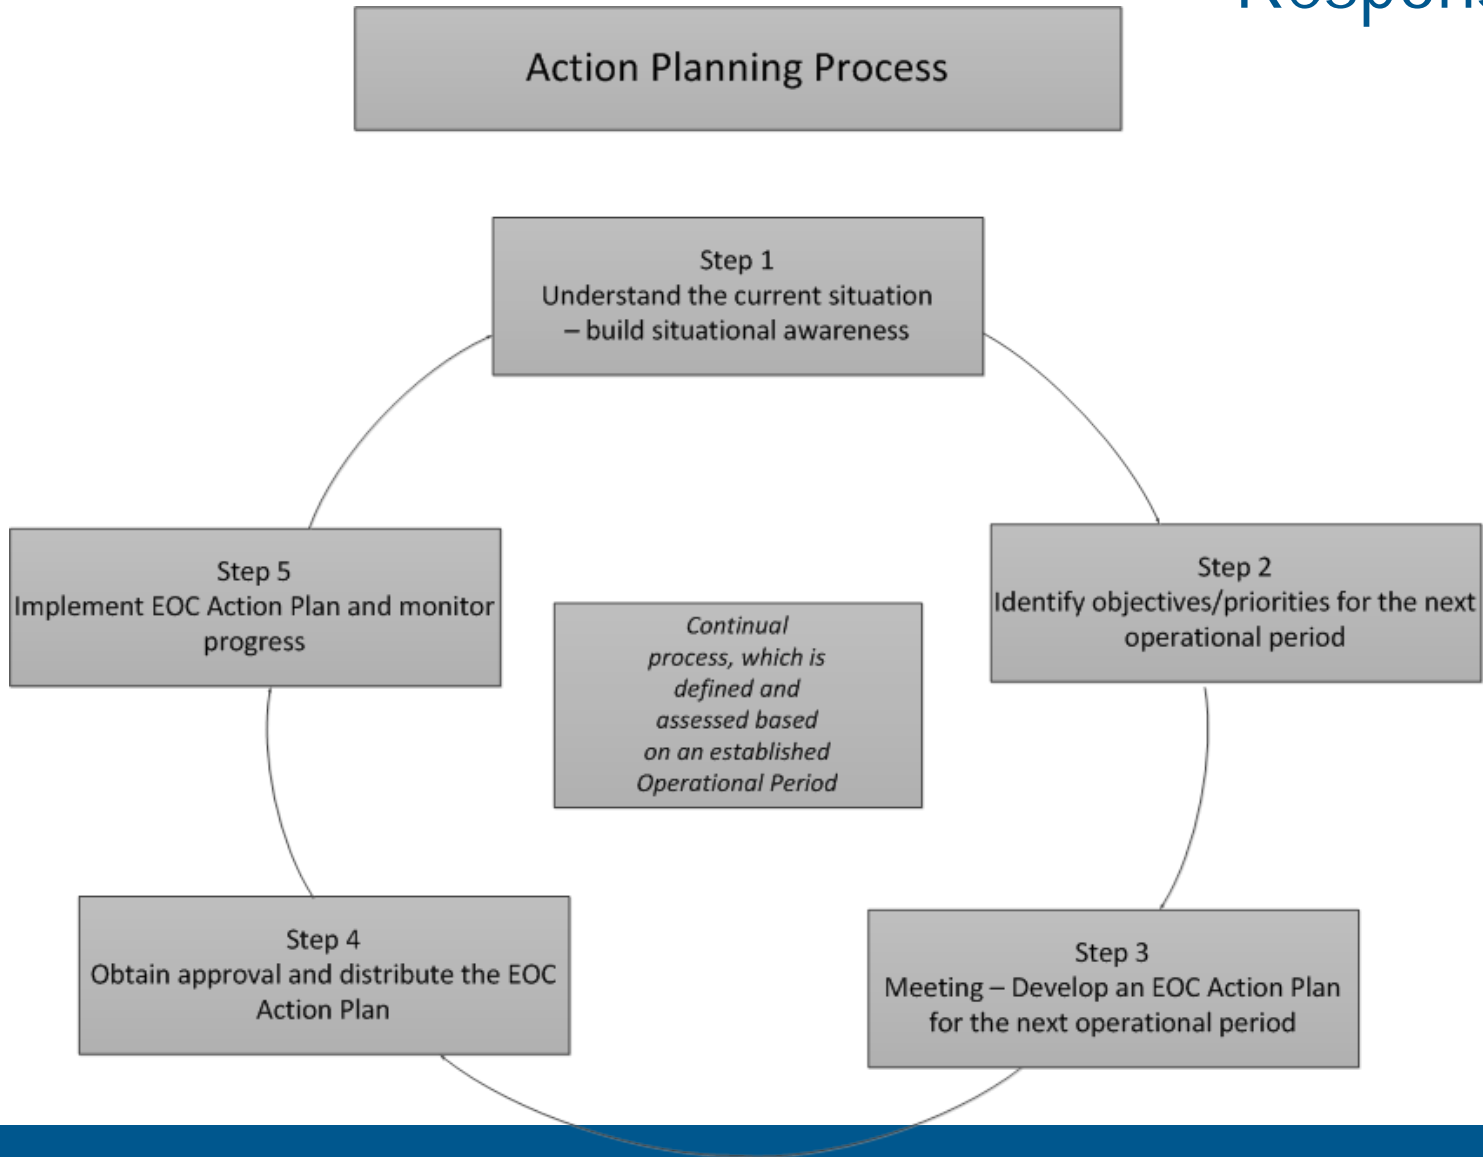 Action Planning Process
Step 1
Understand the current situation
– build situational awareness
Step 2
Identify objectives/priorities for the next
operational period
Step 5
Implement EOC Action Plan and monitor
progress
Continual
process, which is
defined and
assessed based
on an established
Operational Period
Step 4
Obtain approval and distribute the EOC
Action Plan
Step 3
Meeting – Develop an EOC Action Plan
for the next operational period